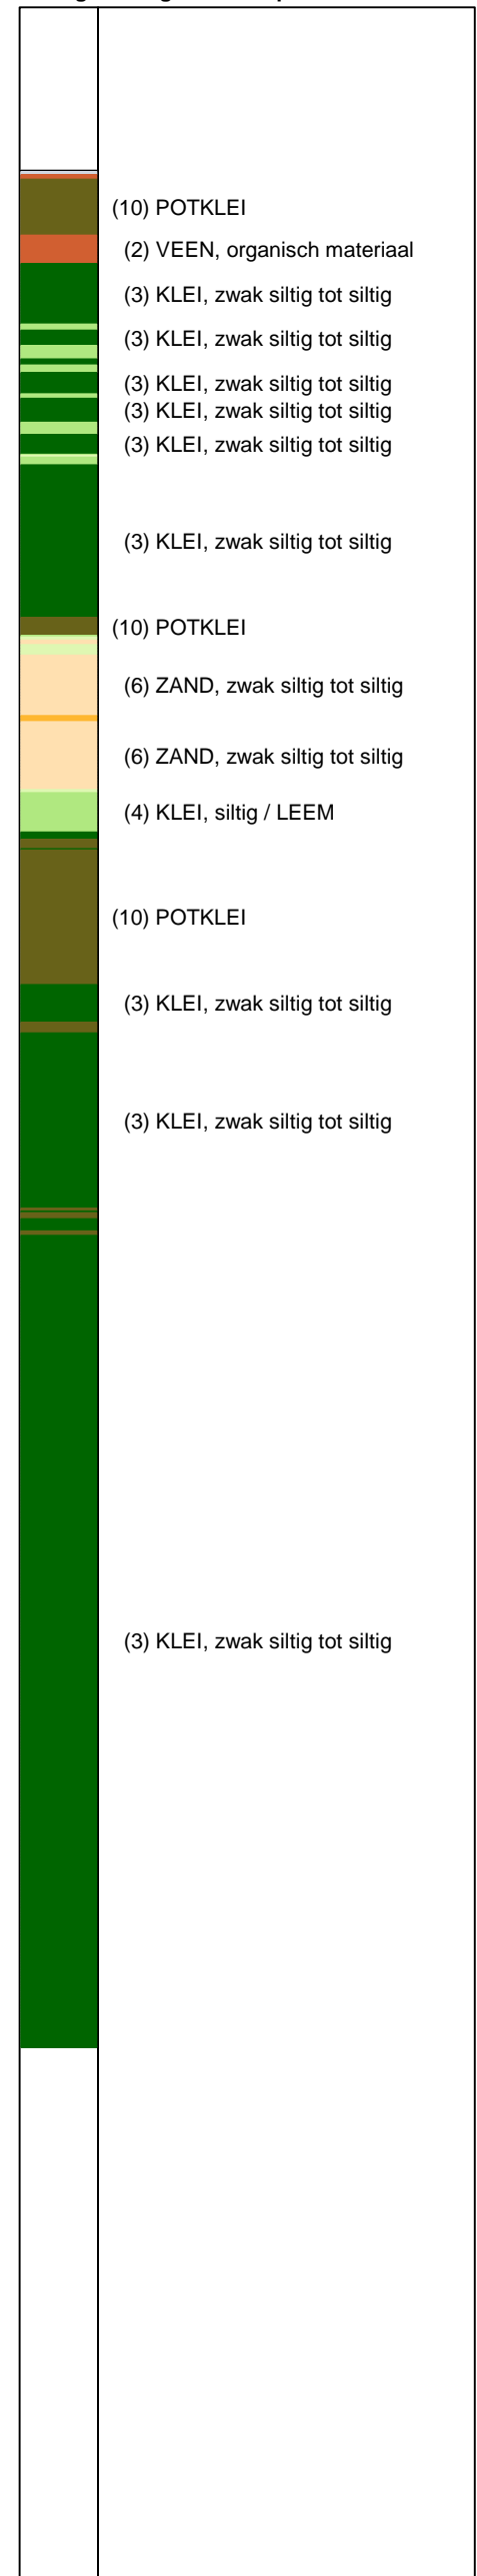 (10) POTKLEI
(2) VEEN, organisch materiaal
(3) KLEI, zwak siltig tot siltig
(3) KLEI, zwak siltig tot siltig
(3) KLEI, zwak siltig tot siltig
(3) KLEI, zwak siltig tot siltig
(3) KLEI, zwak siltig tot siltig
(3) KLEI, zwak siltig tot siltig
(10) POTKLEI
(6) ZAND, zwak siltig tot siltig
(6) ZAND, zwak siltig tot siltig
(4) KLEI, siltig / LEEM
(10) POTKLEI
(3) KLEI, zwak siltig tot siltig
(3) KLEI, zwak siltig tot siltig
(3) KLEI, zwak siltig tot siltig